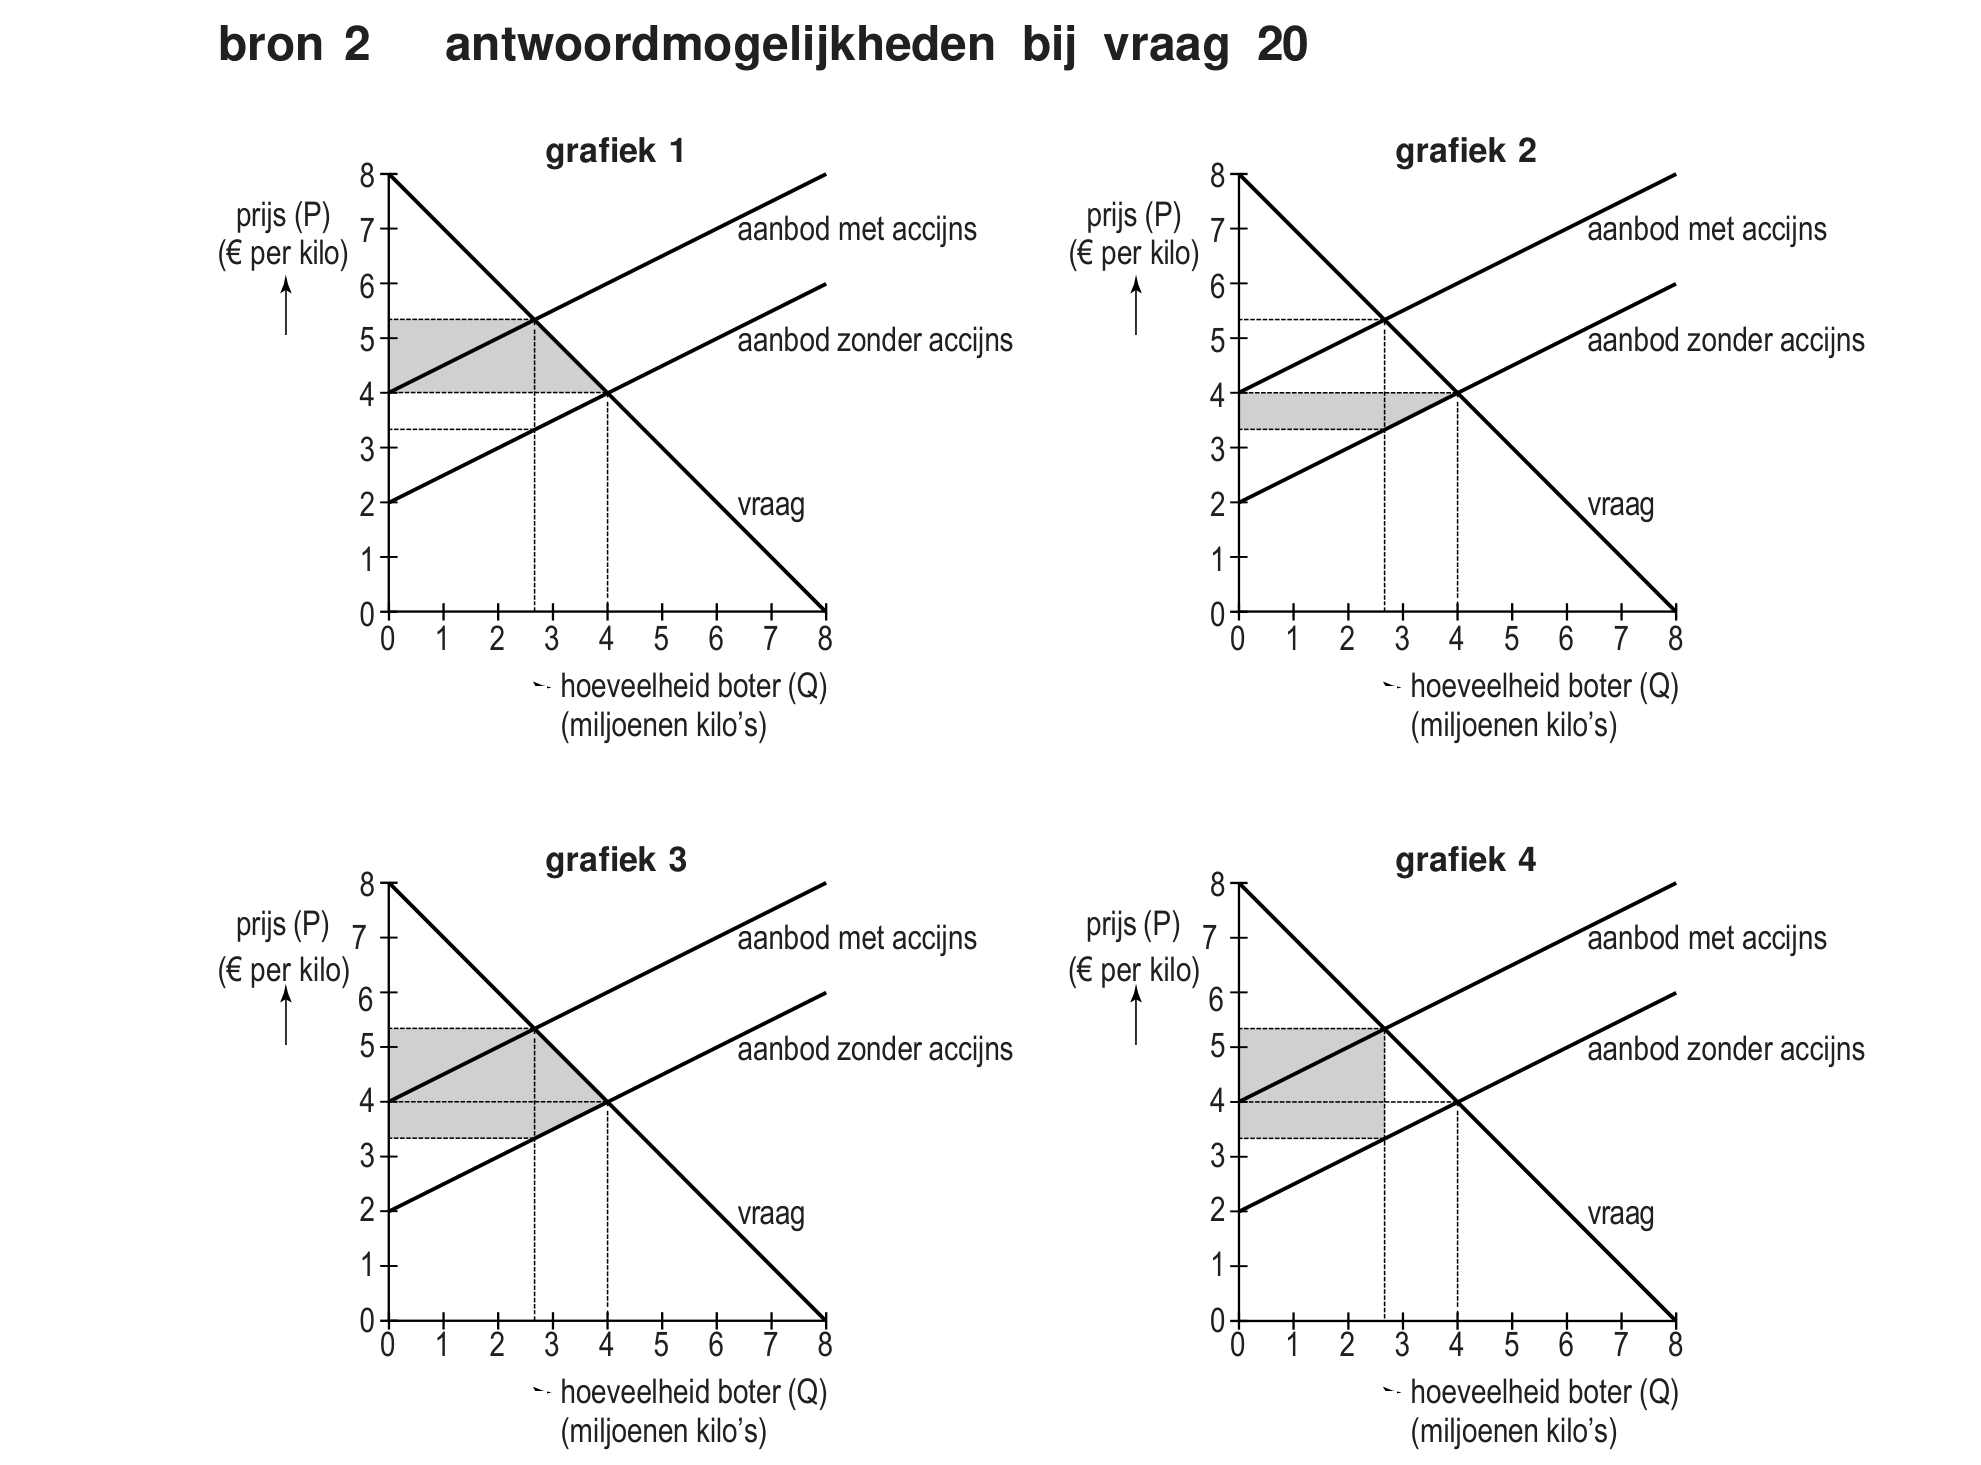 bron 2 antwoordmogelijkheden bij vraag 20
grafiek 1
prijs (P)
(€ per kilo)
8
7
6
5
4
3
2
1
0
aanbod met accijns
aanbod zonder accijns
vraag
0 1 2 3 4 5 6 7 8
hoeveelheid boter (Q)
(miljoenen kilo’s)
grafiek 2
prijs (P)
(€ per kilo)
8
7
6
5
4
3
2
1
0
aanbod met accijns
aanbod zonder accijns
vraag
0 1 2 3 4 5 6 7 8
hoeveelheid boter (Q)
(miljoenen kilo’s)
grafiek 3
prijs (P)
(€ per kilo)
8
7
6
5
4
3
2
1
0
aanbod met accijns
aanbod zonder accijns
vraag
0 1 2 3 4 5 6 7 8
hoeveelheid boter (Q)
(miljoenen kilo’s)
grafiek 4
prijs (P)
(€ per kilo)
8
7
6
5
4
3
2
1
0
aanbod met accijns
aanbod zonder accijns
vraag
0 1 2 3 4 5 6 7 8
hoeveelheid boter (Q)
(miljoenen kilo’s)